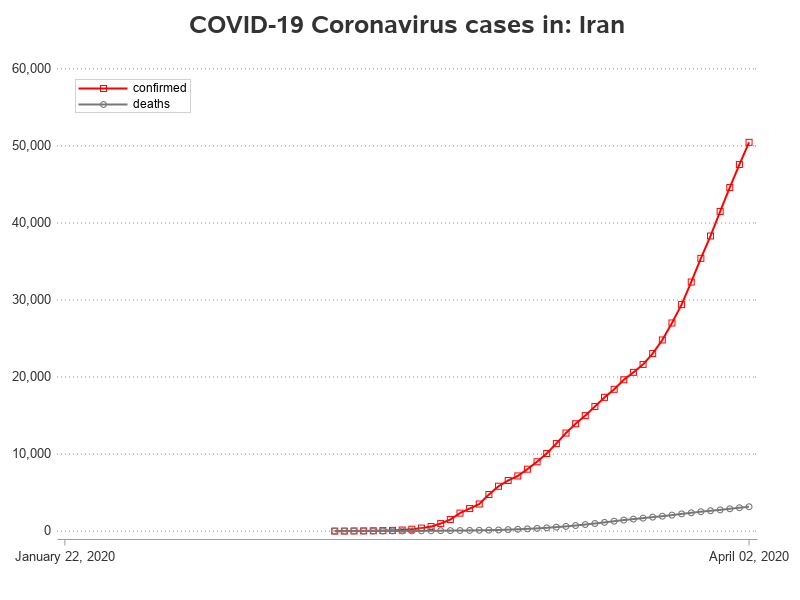 COVID-19 Coronavirus cases in: Iran
60,000
confirmed
deaths
50,000
40,000
30,000
20,000
10,000
0
January 22, 2020
April 02, 2020